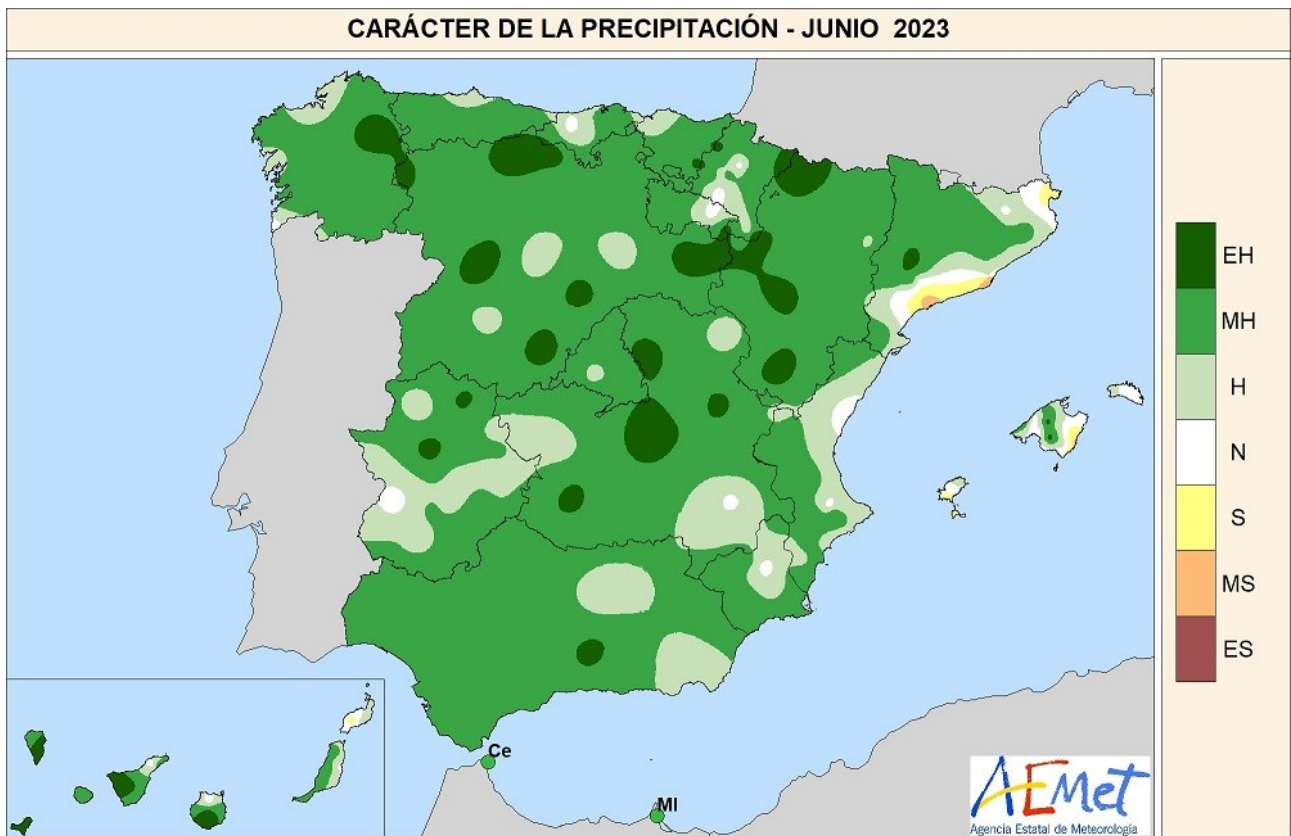 CARÁCTER DE LA PRECIPITACIÓN - JUNIO 2023
EH
MH
H
N
S
MS
ES
Ce
Ml
AEMet
Agencia Estatal de Meteorología